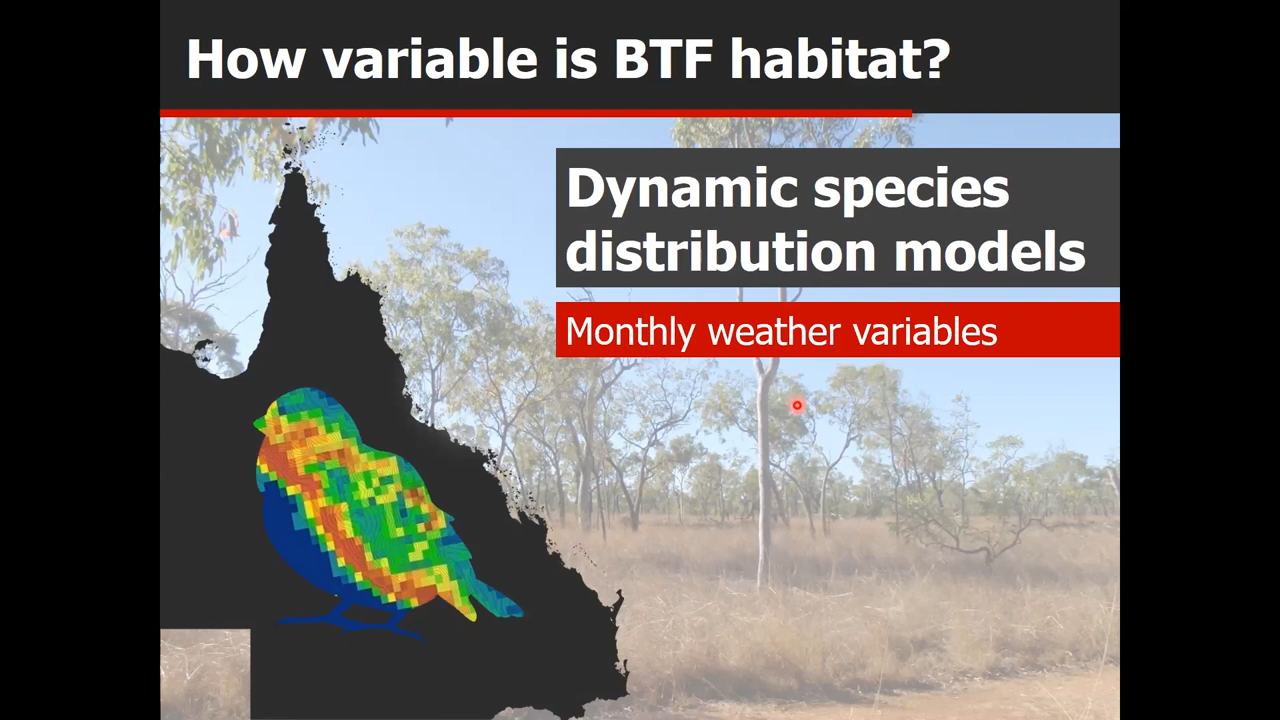 How variable is BTF habitat?
Dynamic species
distribution models
Monthly weather variables